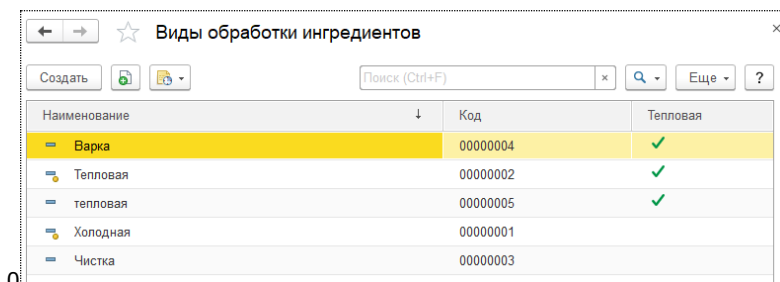 Виды обработки ингредиентов
Создать Поиск (Ctrl+F) × Еще ?
Наименование ↓ Код Тепловая
Варка 00000004
Тепловая 00000002
тепловая 00000005
Холодная 00000001
Чистка 00000003
0